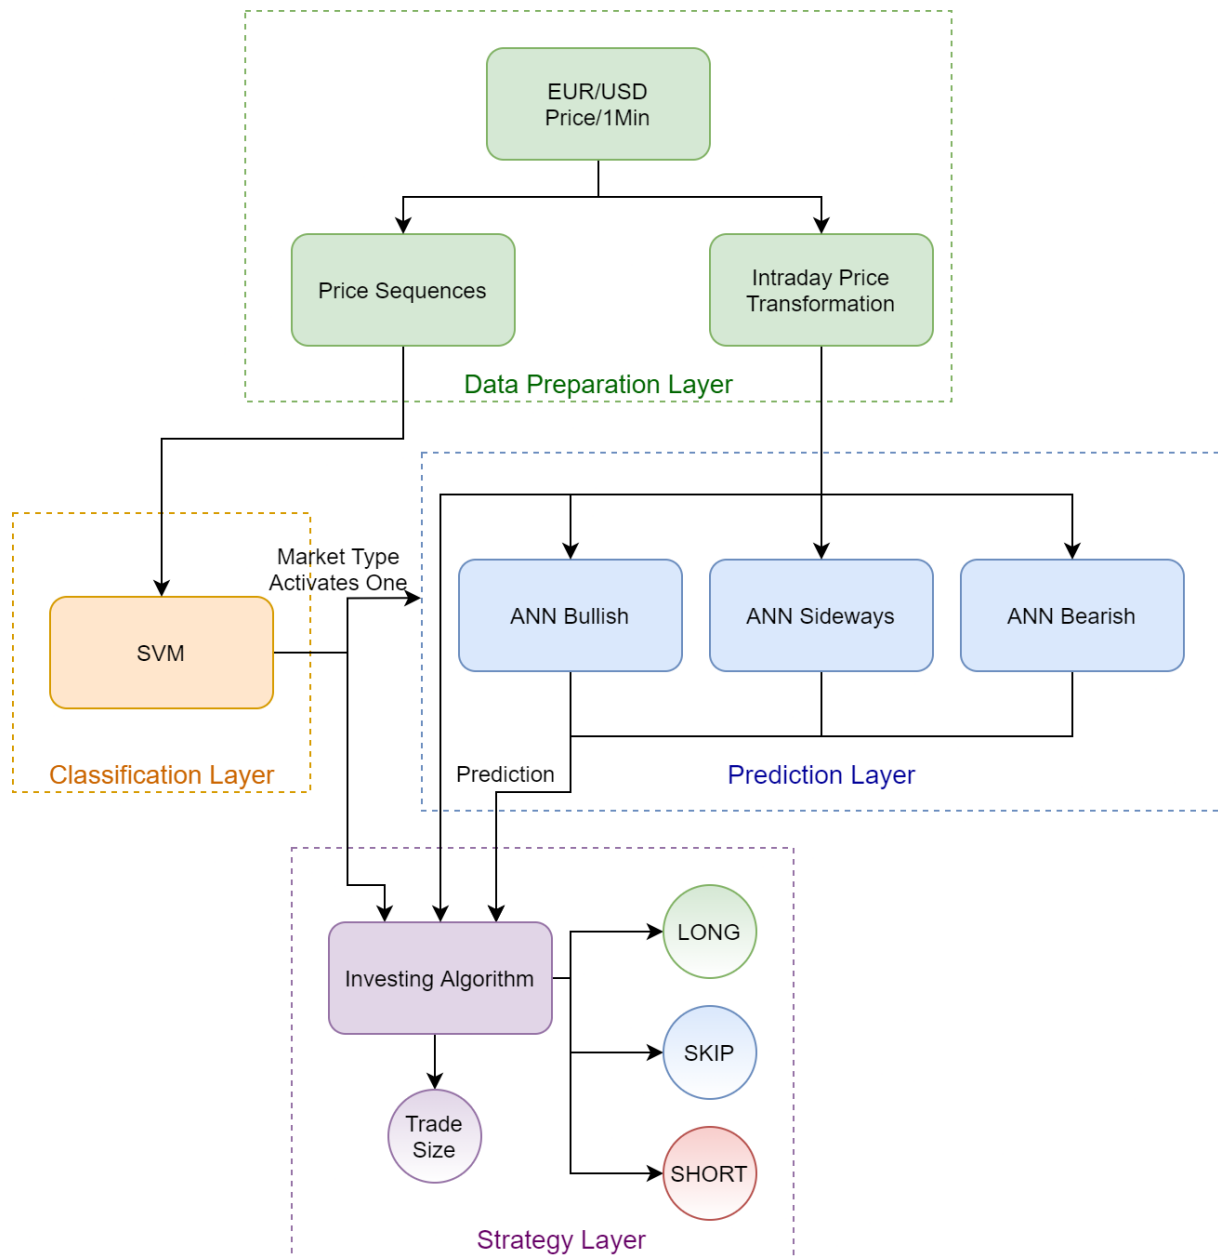 EUR/USD
Price/1Min
Price Sequences
Intraday Price
Transformation
Data Preparation Layer
Market Type
Activates One
ANN Bullish
ANN Sideways
ANN Bearish
SVM
Classification Layer
Prediction
Prediction Layer
LONG
Investing Algorithm
SKIP
Trade
Size
SHORT
Strategy Layer